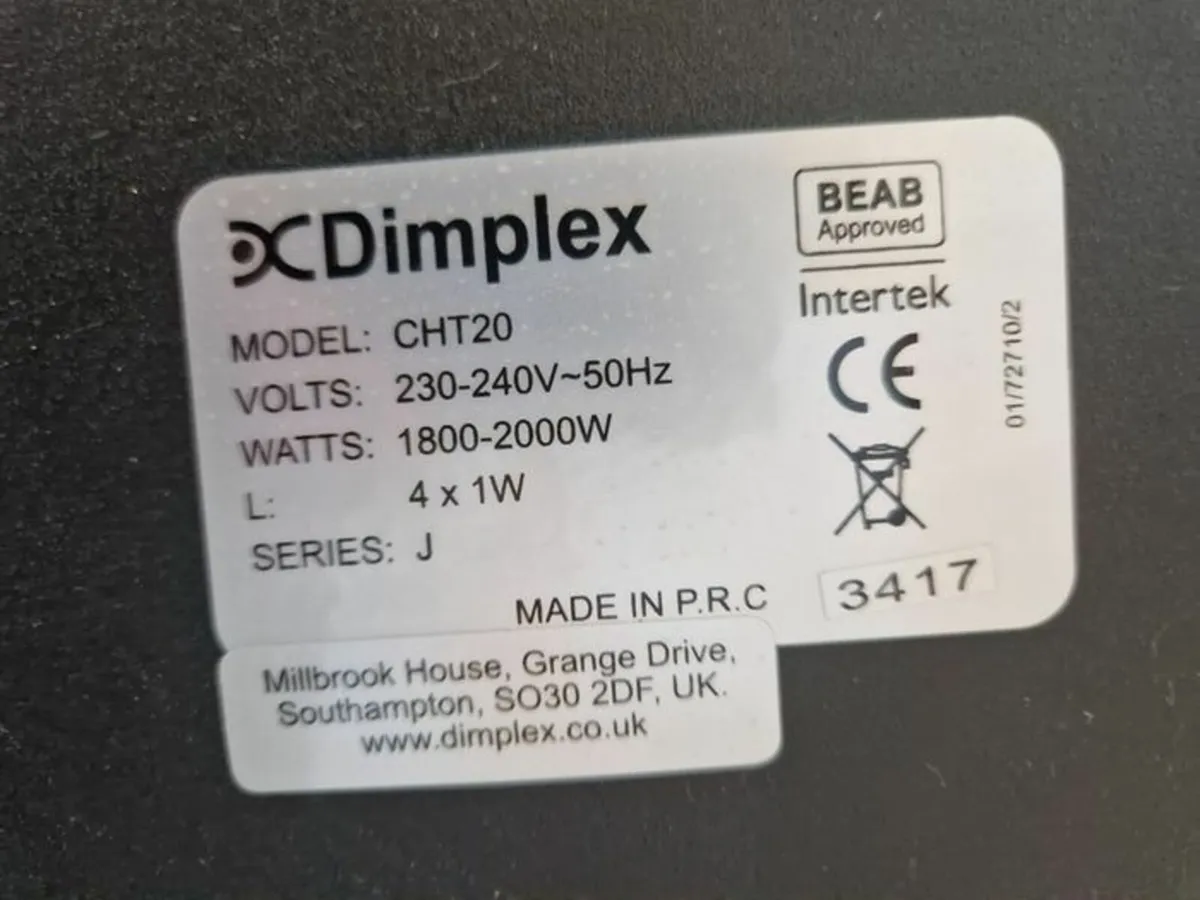 Dimplex
BEAB
Approved
Intertek
MODEL: CHT20
VOLTS: 230-240V~50Hz
WATTS: 1800-2000W
L: 4 x 1W
SERIES: J
CE
01/72710/2
MADE IN P.R.C
3417
Millbrook House, Grange Drive,
Southampton, SO30 2DF, UK.
www.dimplex.co.uk